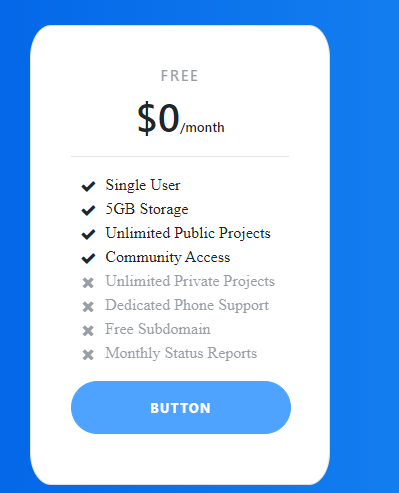 FREE
$0/month
Single User
5GB Storage
Unlimited Public Projects
Community Access
Unlimited Private Projects
Dedicated Phone Support
Free Subdomain
Monthly Status Reports
BUTTON